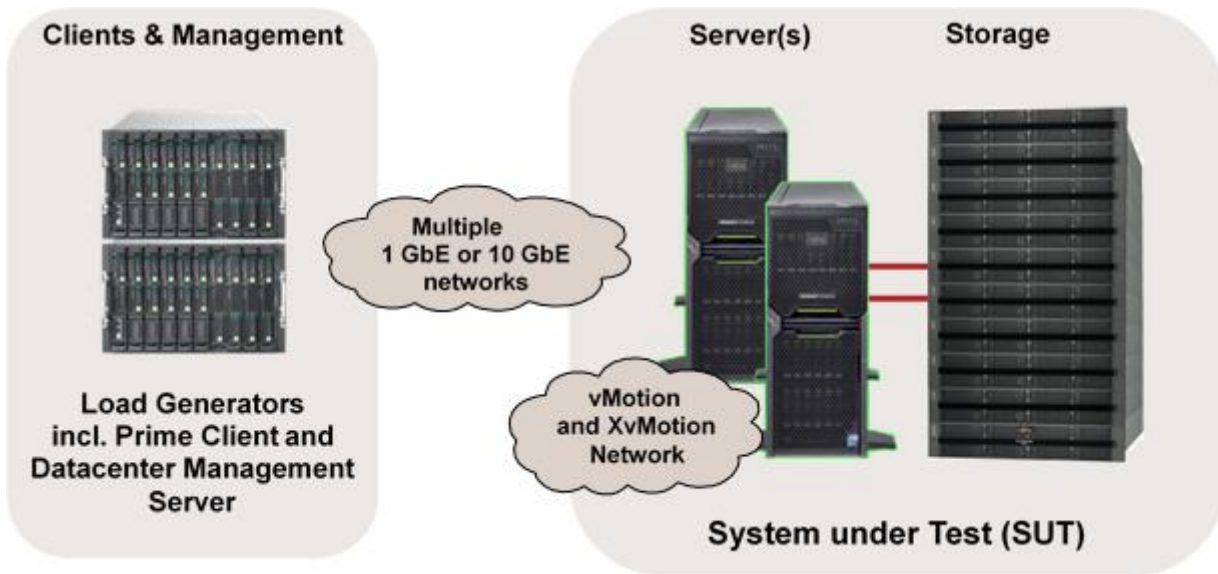 Clients & Management
Server(s)
Storage
Multiple
1 GbE or 10 GbE
networks
vMotion
and XvMotion
Network
Load Generators
incl. Prime Client and
Datacenter Management
Server
System under Test (SUT)